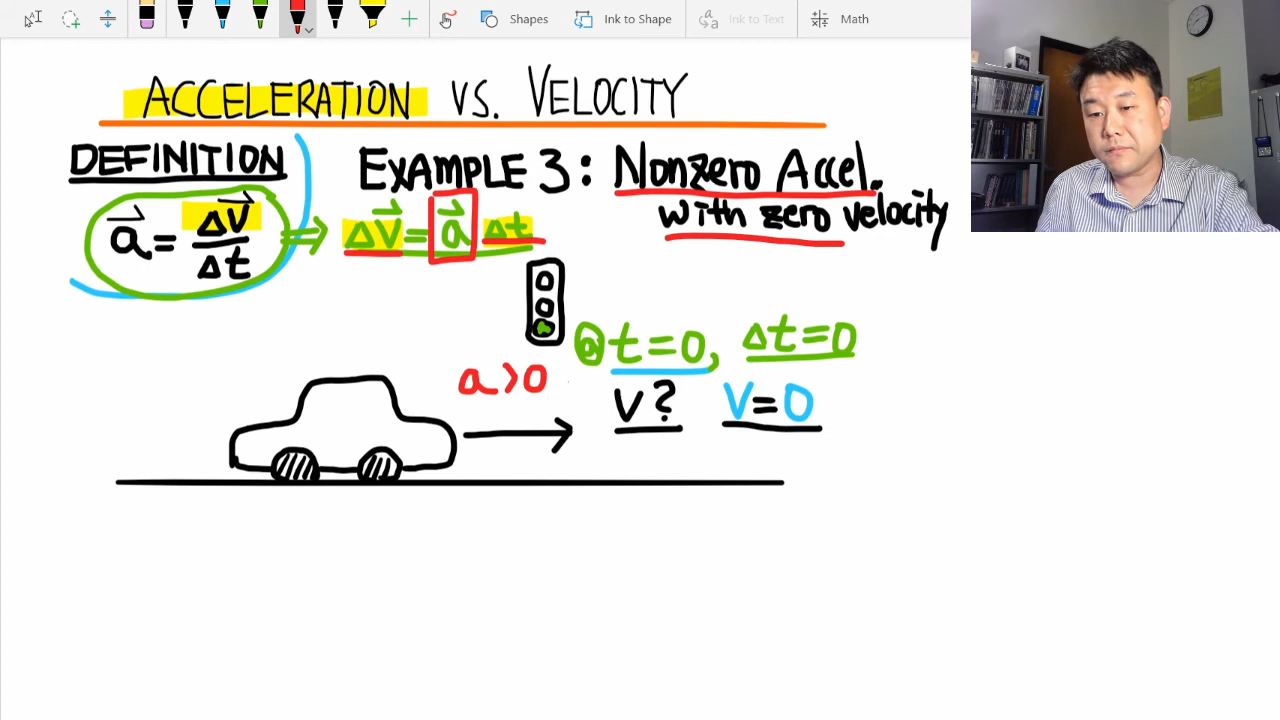 Shapes Ink to Shape Ink to Text Math
ACCELERATION VS. VELOCITY
DEFINITION
EXAMPLE 3: Nonzero Accel.
with zero velocity
a⃗ = Δv⃗/Δt ⇒ Δv⃗ = a⃗ Δt
@ t=0, Δt=0
a>0
v? v=0